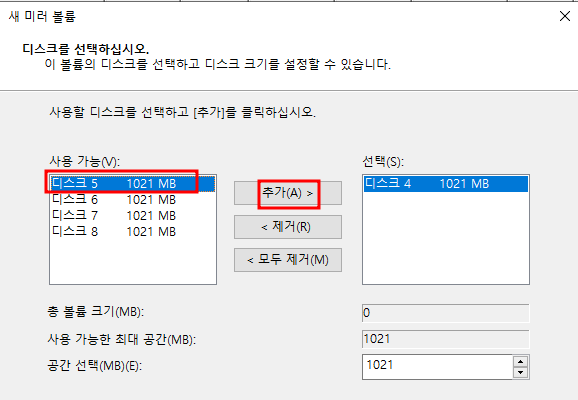 새 미러 볼륨
디스크를 선택하십시오.
이 볼륨의 디스크를 선택하고 디스크 크기를 설정할 수 있습니다.
사용할 디스크를 선택하고 [추가]를 클릭하십시오.
사용 가능(V):
선택(S):
디스크 5 1021 MB
디스크 6 1021 MB
디스크 7 1021 MB
디스크 8 1021 MB
추가(A) >
< 제거(R)
< 모두 제거(M)
디스크 4 1021 MB
총 볼륨 크기(MB): 0
사용 가능한 최대 공간(MB): 1021
공간 선택(MB)(E): 1021